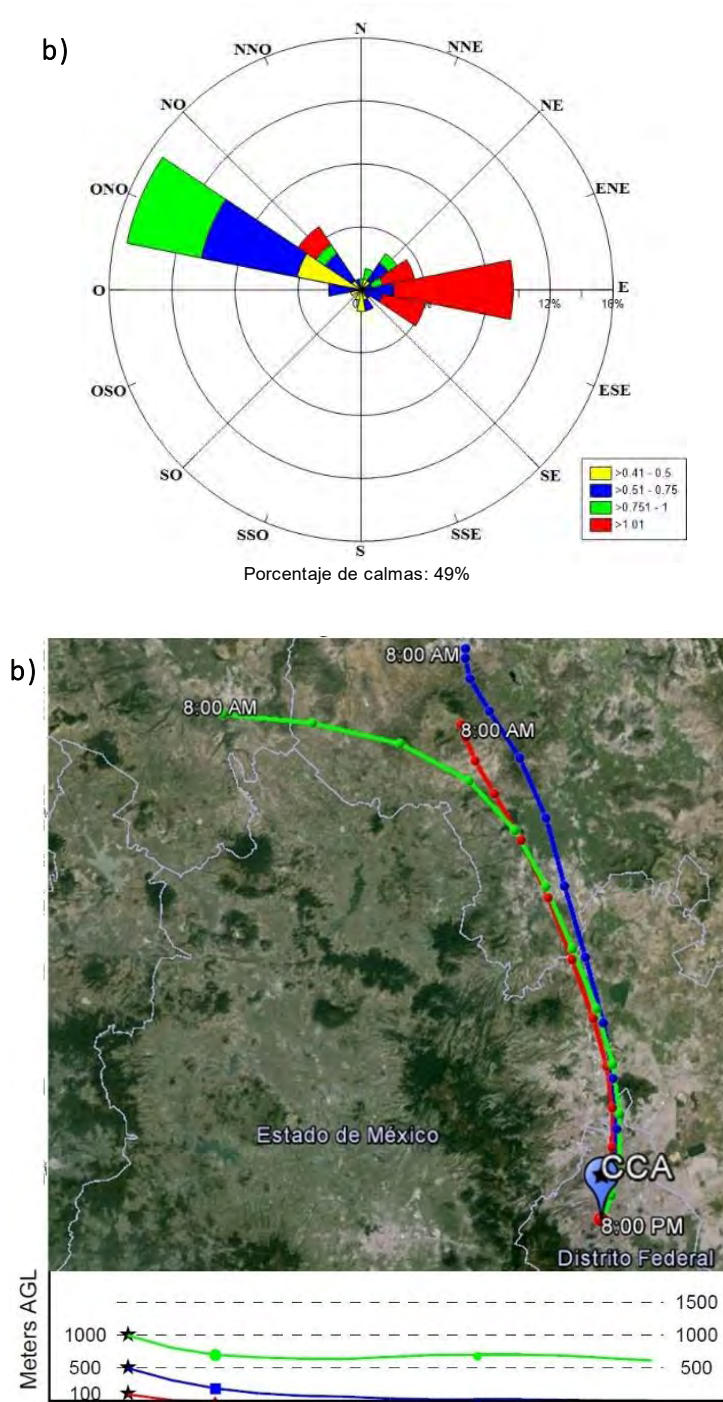 b)
N
NNO
NNE
NO
NE
ONO
ENE
O
E
12%
16%
OSO
ESE
SO
SE
SSO
SSE
S
>0.41 - 0.5
>0.51 - 0.75
>0.751 - 1
>1.01
Porcentaje de calmas: 49%
b)
8:00 AM
8:00 AM
8:00 AM
Estado de México
CCA
8:00 PM
Distrito Federal
Meters AGL
1500
1000
1000
500
500
100